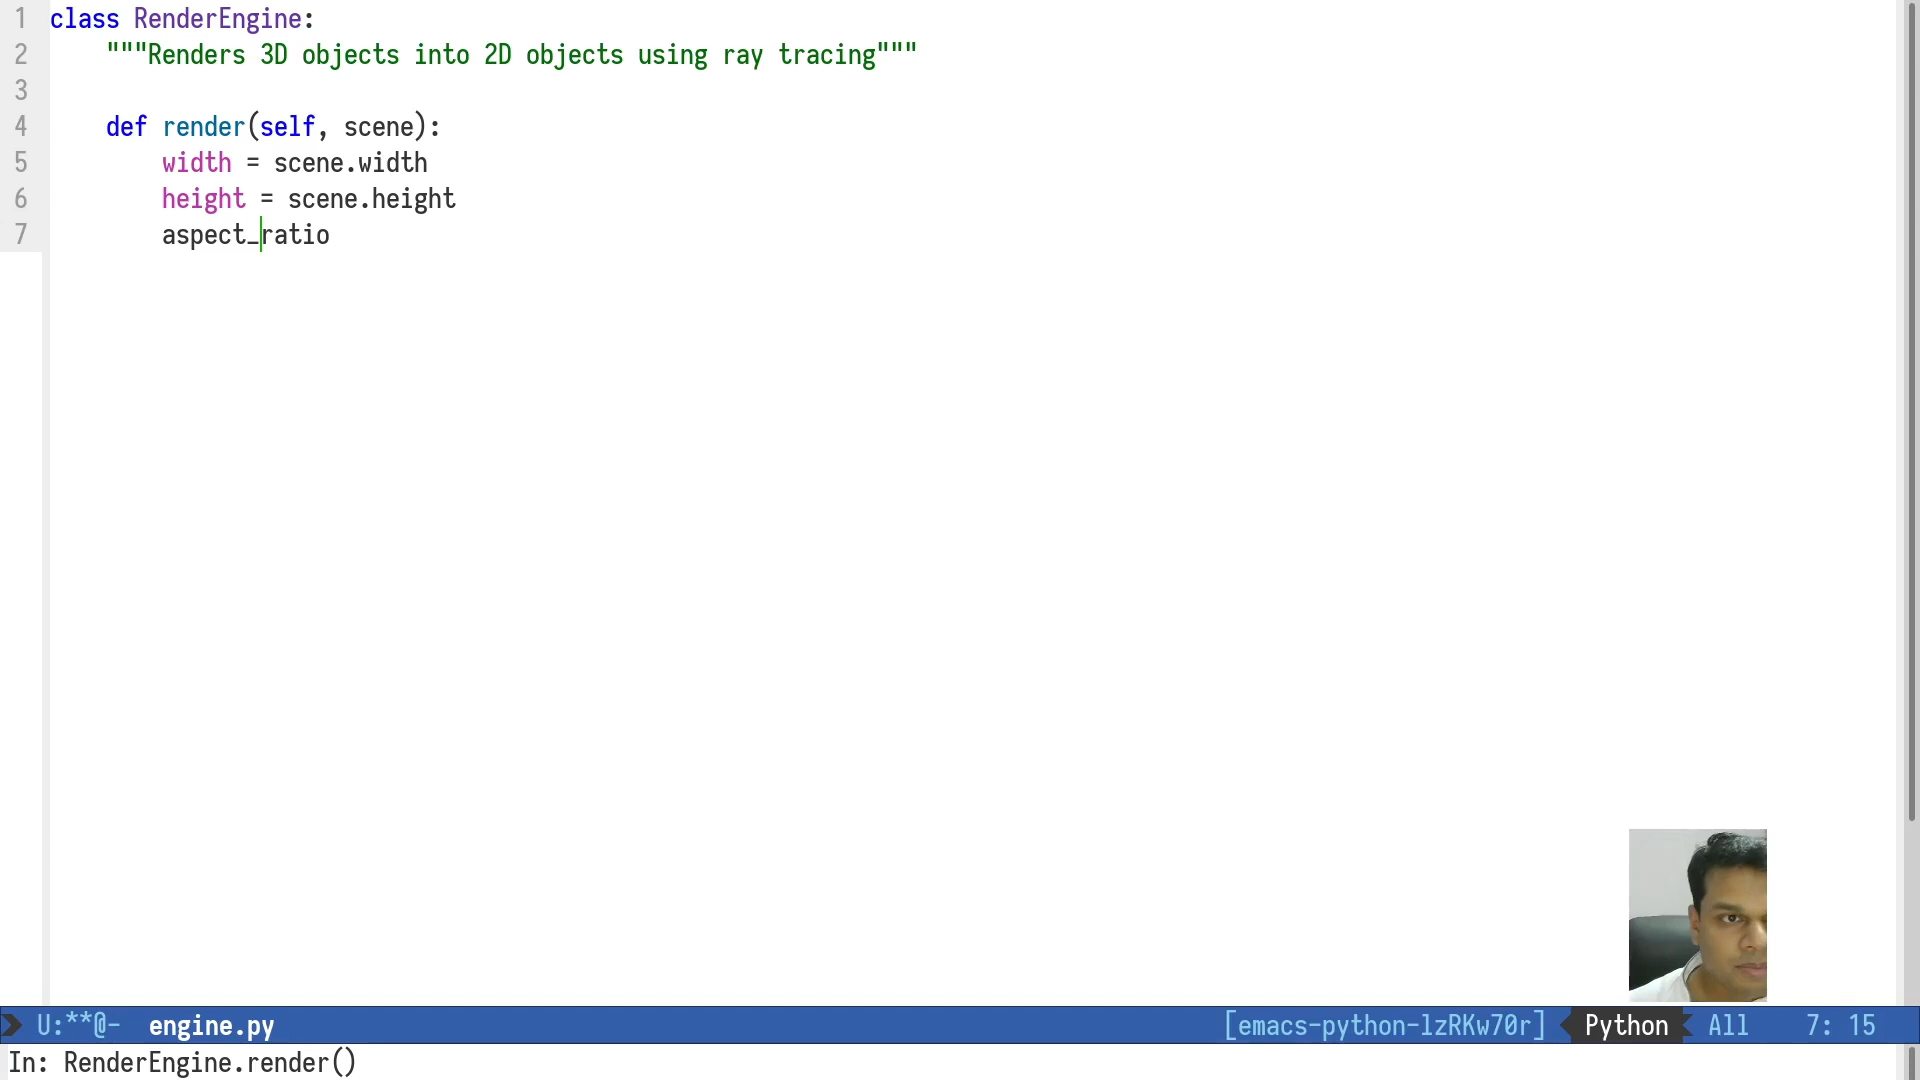 1 class RenderEngine:
2     """Renders 3D objects into 2D objects using ray tracing"""
3
4     def render(self, scene):
5         width = scene.width
6         height = scene.height
7         aspect_ratio
U:**@-  engine.py [emacs-python-lzRKw70r] Python All 7: 15
In: RenderEngine.render()